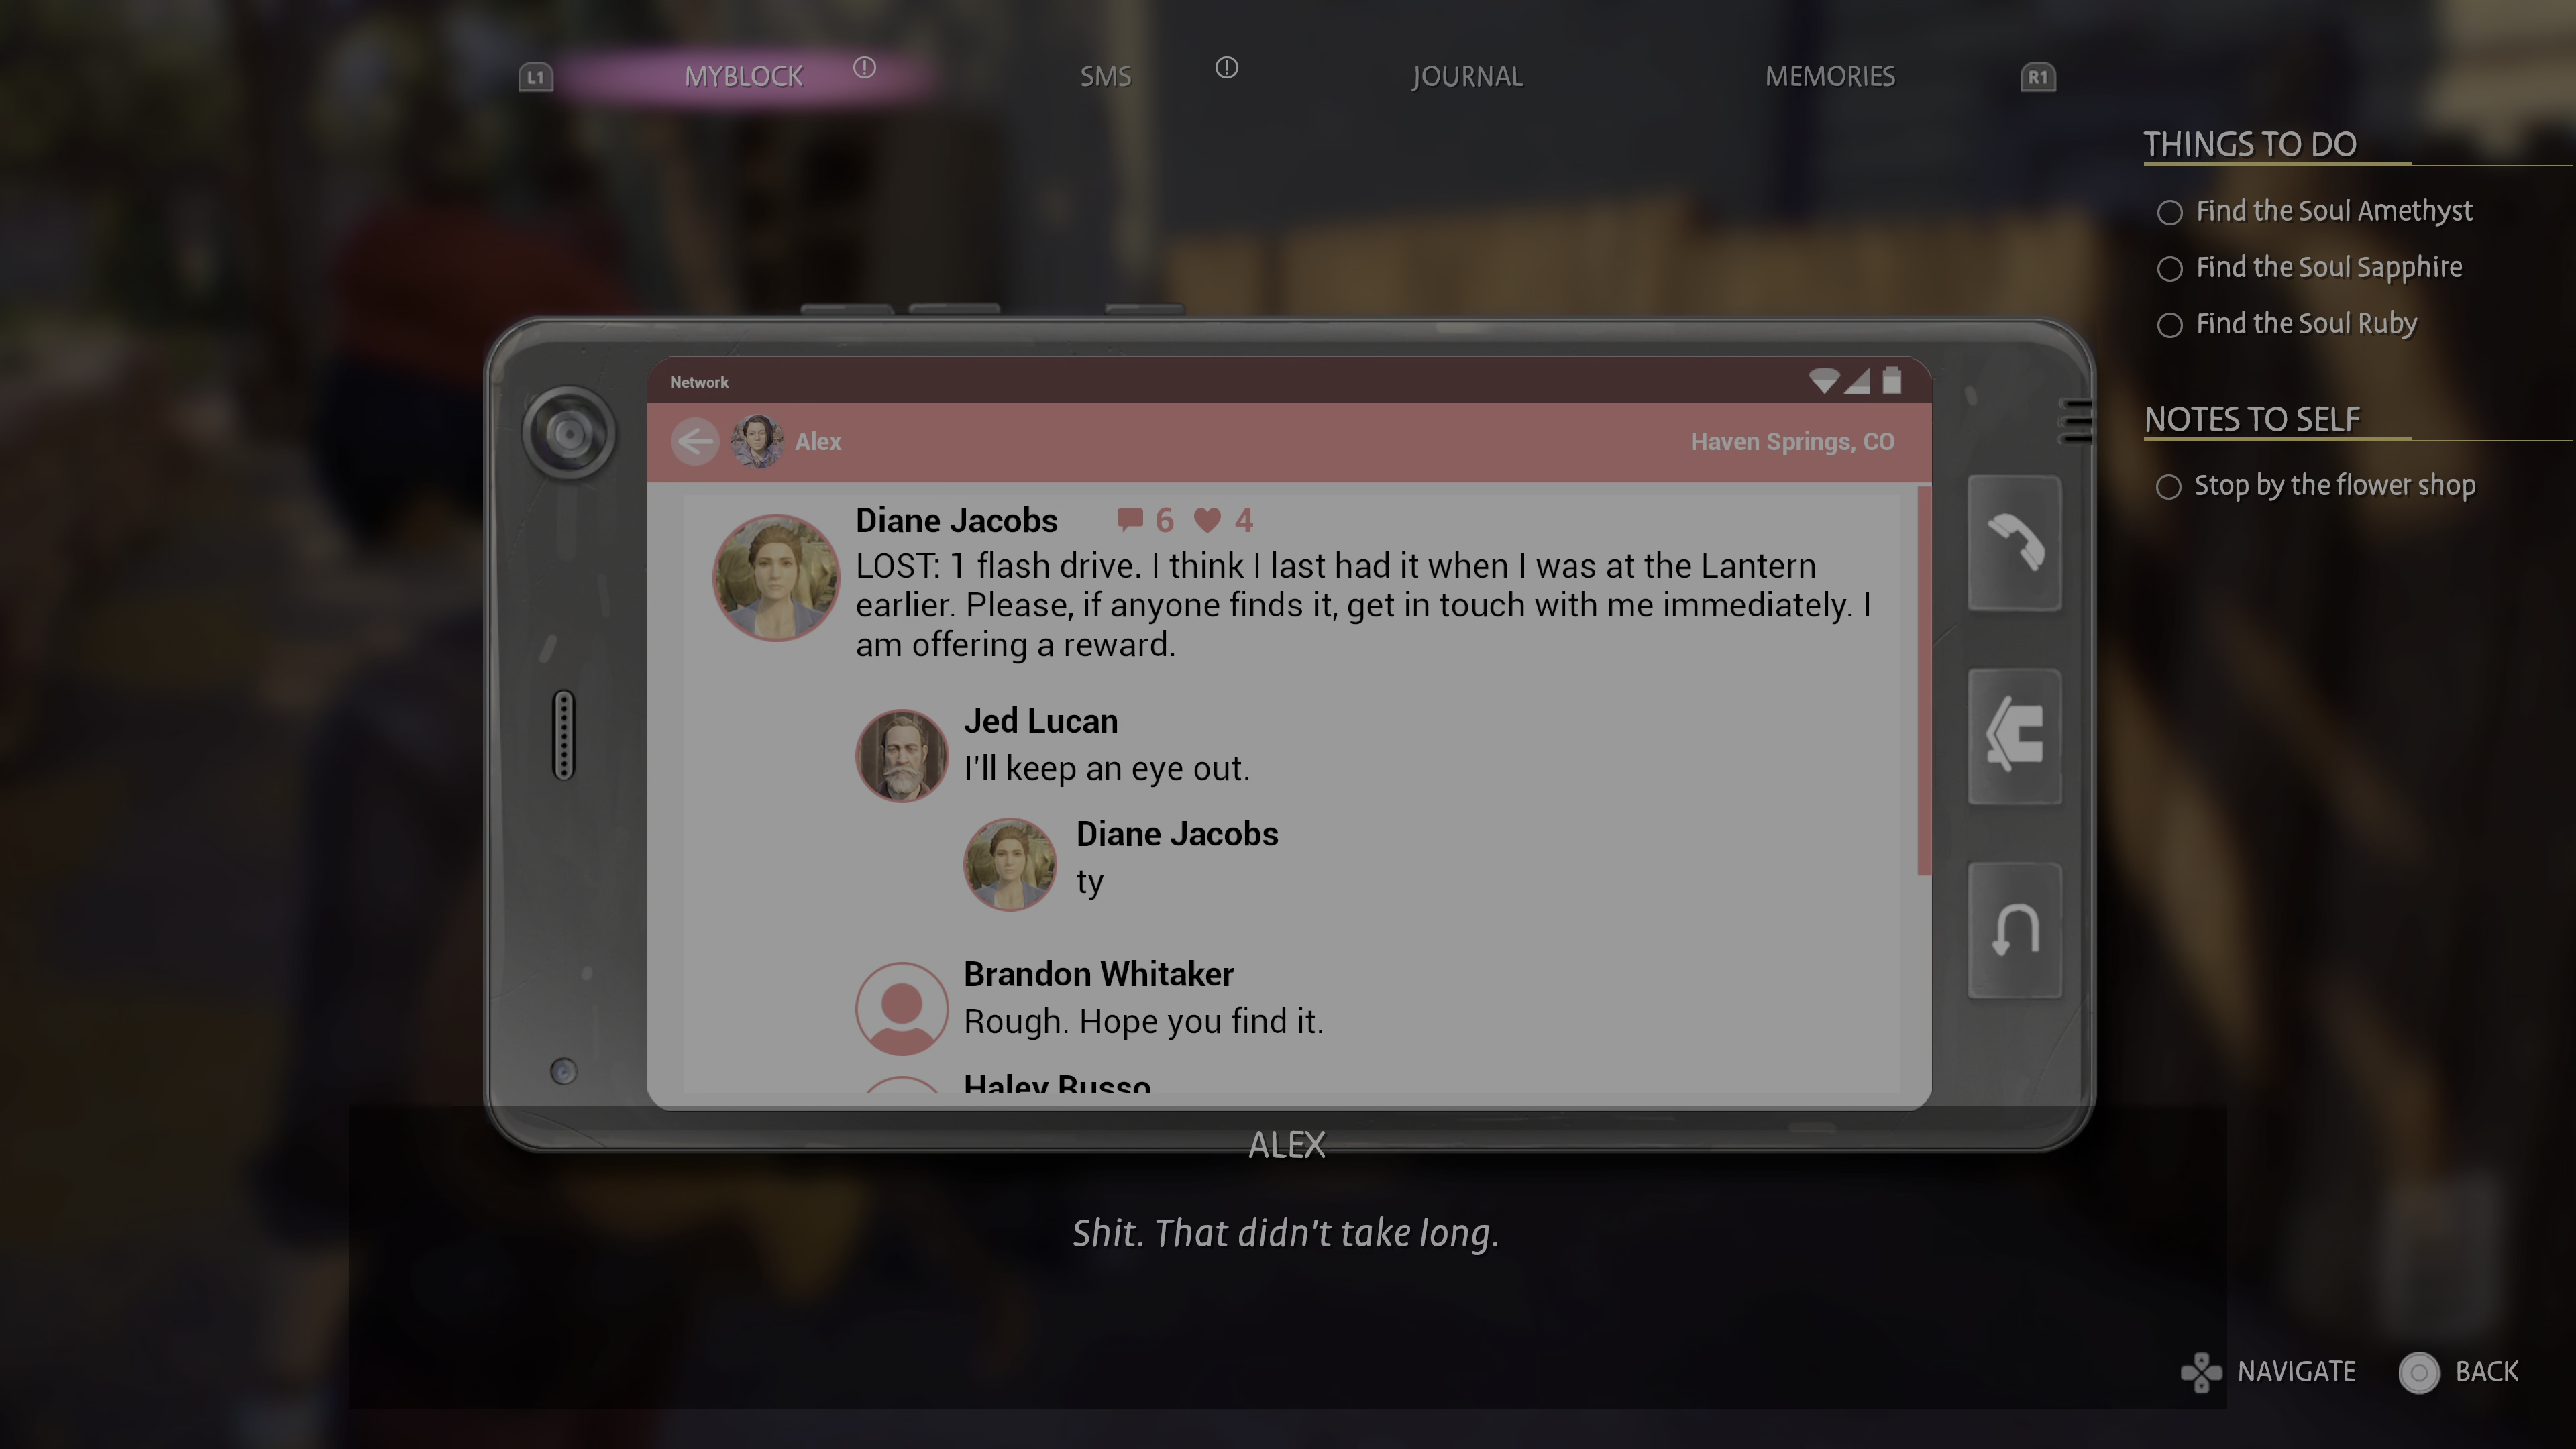 L1 MYBLOCK SMS JOURNAL MEMORIES R1
THINGS TO DO
Find the Soul Amethyst
Find the Soul Sapphire
Find the Soul Ruby
NOTES TO SELF
Stop by the flower shop
Network
Alex Haven Springs, CO
Diane Jacobs 6 4
LOST: 1 flash drive. I think I last had it when I was at the Lantern
earlier. Please, if anyone finds it, get in touch with me immediately. I
am offering a reward.
Jed Lucan
I'll keep an eye out.
Diane Jacobs
ty
Brandon Whitaker
Rough. Hope you find it.
Haley Russo
ALEX
Shit. That didn't take long.
NAVIGATE BACK